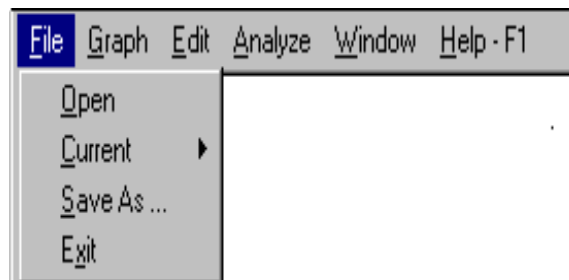 File Graph Edit Analyze Window Help - F1
Open
Current
Save As ...
Exit